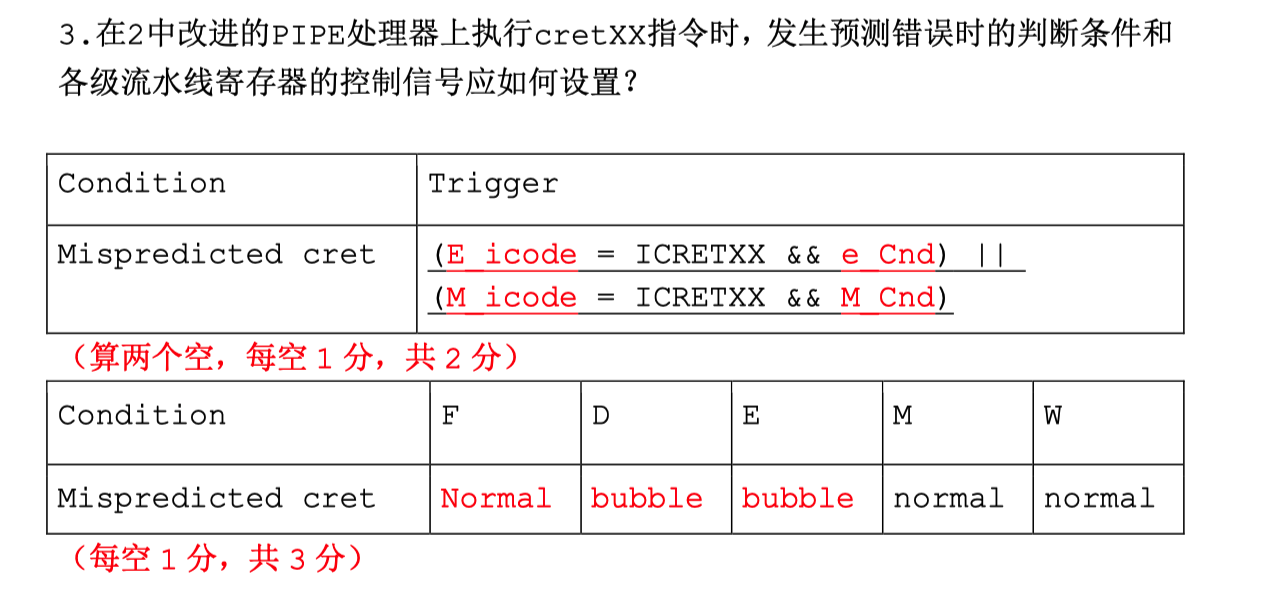 3.在2中改进的PIPE处理器上执行cretXX指令时，发生预测错误时的判断条件和
各级流水线寄存器的控制信号应如何设置？
Condition Trigger
Mispredicted cret (E_icode = ICRETXX && e_Cnd) ||
(M_icode = ICRETXX && M_Cnd)
（算两个空，每空 1 分，共 2 分）
Condition F D E M W
Mispredicted cret Normal bubble bubble normal normal
（每空 1 分，共 3 分）